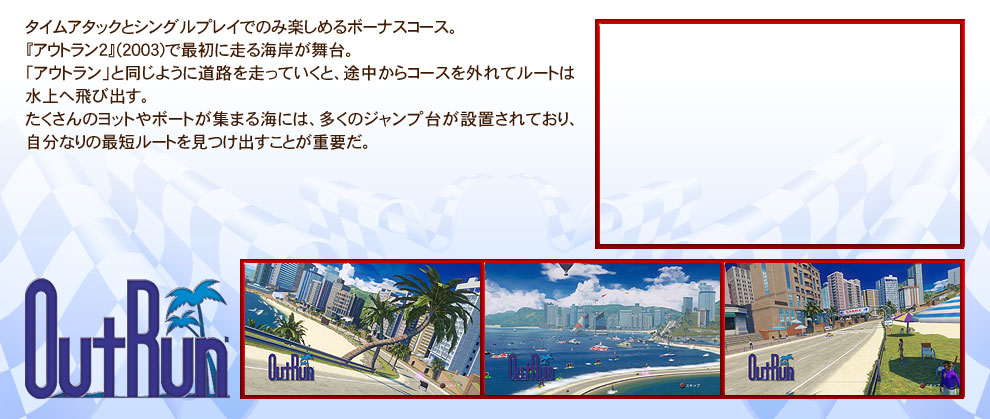 タイムアタックとシングルプレイでのみ楽しめるボーナスコース。
『アウトラン2』(2003)で最初に走る海岸が舞台。
「アウトラン」と同じように道路を走っていくと、途中からコースを外れてルートは
水上へ飛び出す。
たくさんのヨットやボートが集まる海には、多くのジャンプ台が設置されており、
自分なりの最短ルートを見つけ出すことが重要だ。
OutRun
OutRun
OutRun
スキップ
OutRun
スキップ